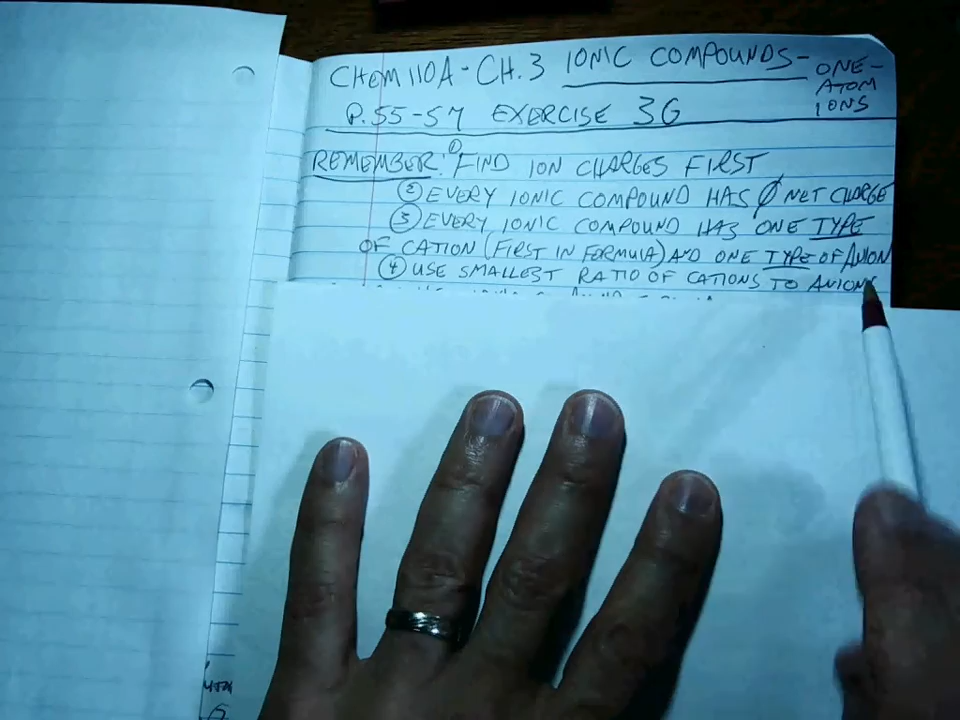 CHEM 110A - CH. 3 IONIC COMPOUNDS - ONE-
ATOM
IONS
P. 55-57 EXERCISE 3G
REMEMBER: ① FIND ION CHARGES FIRST
② EVERY IONIC COMPOUND HAS 0 NET CHARGE
③ EVERY IONIC COMPOUND HAS ONE TYPE
OF CATION (FIRST IN FORMULA) AND ONE TYPE OF ANION
④ USE SMALLEST RATIO OF CATIONS TO ANIONS